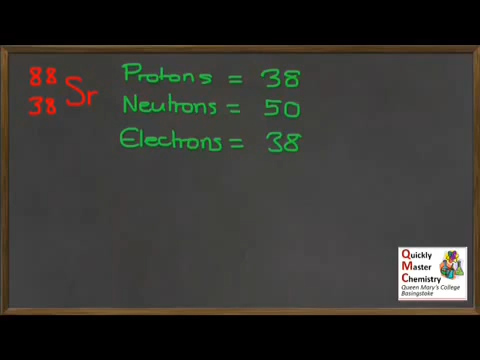 88
38 Sr
Protons = 38
Neutrons = 50
Electrons = 38
Quickly
Master
Chemistry
Queen Mary's College
Basingstoke